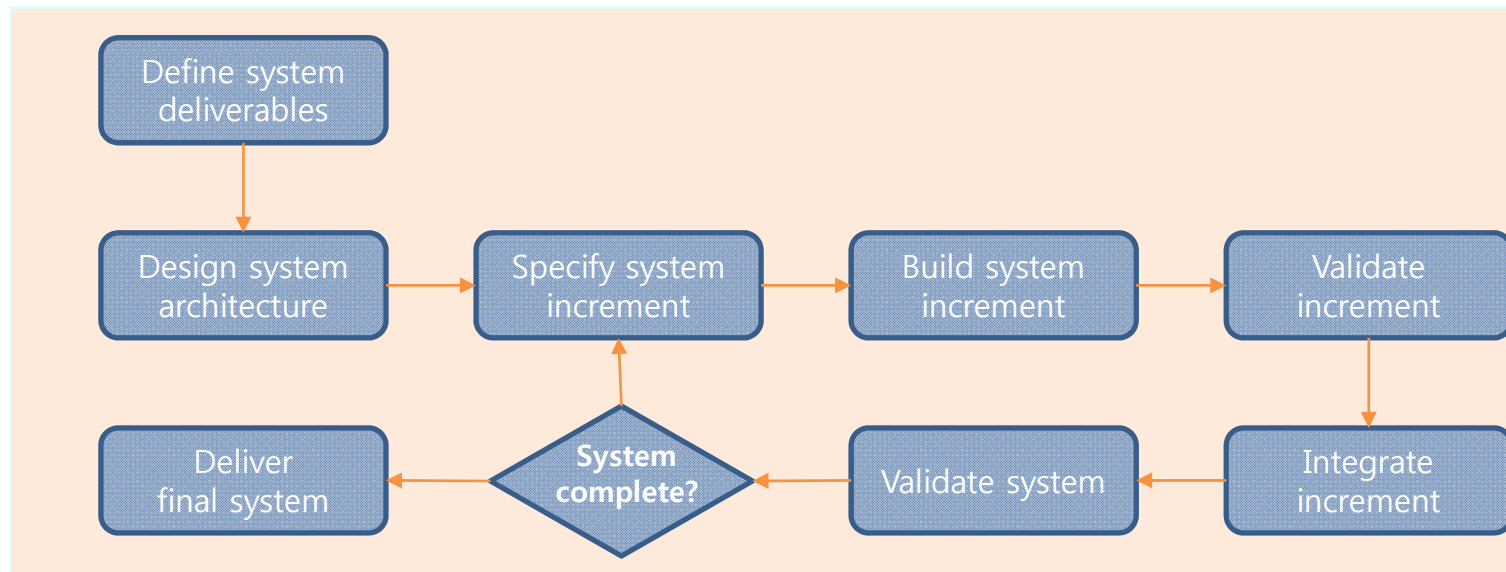 Define system
deliverables
Design system
architecture
Specify system
increment
Build system
increment
Validate
increment
Deliver
final system
System
complete?
Validate system
Integrate
increment